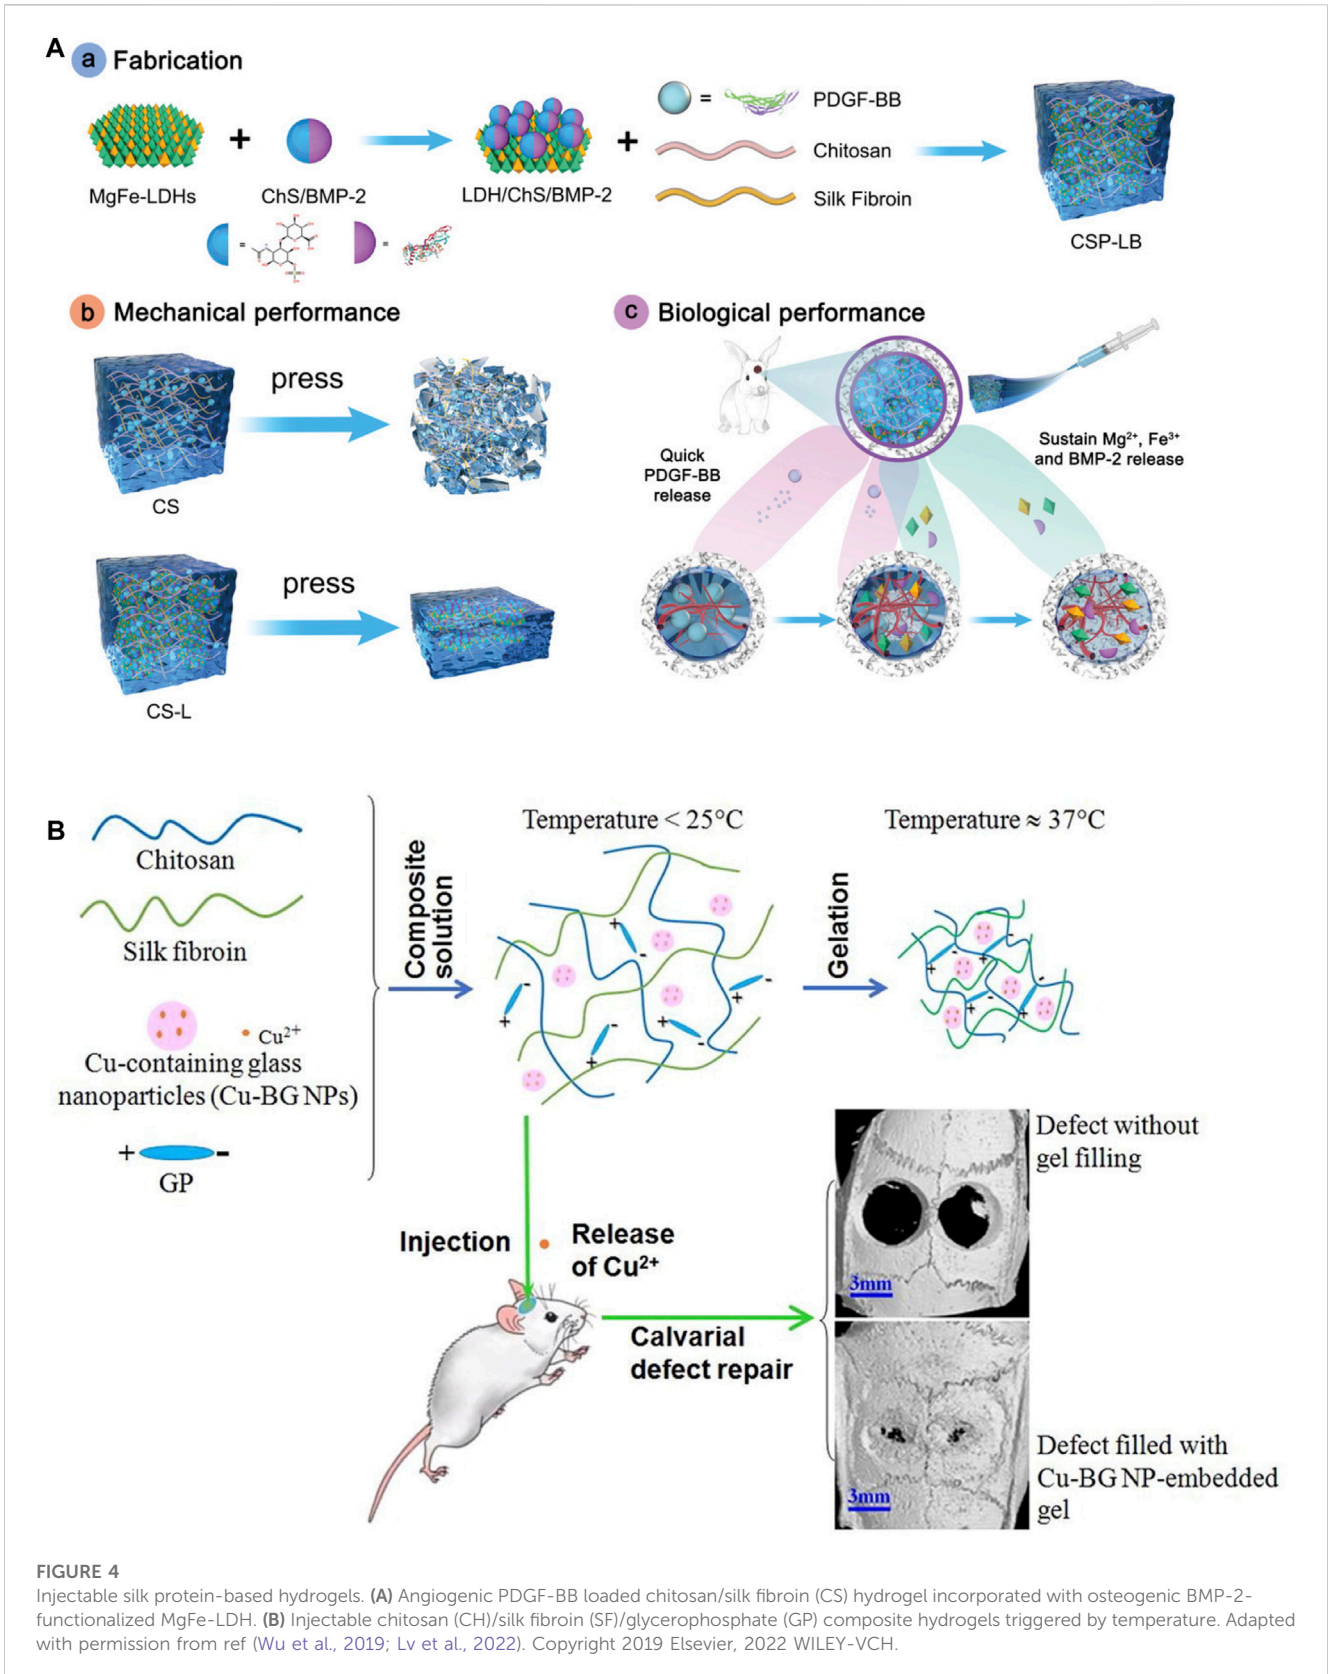 A
a Fabrication
MgFe-LDHs
+
ChS/BMP-2
LDH/ChS/BMP-2
+
= PDGF-BB
Chitosan
Silk Fibroin
CSP-LB
=
=
b Mechanical performance
press
CS
press
CS-L
c Biological performance
Quick
PDGF-BB
release
Sustain Mg²⁺, Fe³⁺
and BMP-2 release
B
Chitosan
Silk fibroin
Cu²⁺
Cu-containing glass
nanoparticles (Cu-BG NPs)
+ -
GP
Composite
solution
Temperature < 25°C
+ -
+ -
+ -
+ -
+ -
Gelation
Temperature ≈ 37°C
+ -
+ -
+ -
+ -
Injection
Release
of Cu²⁺
Calvarial
defect repair
3mm
Defect without
gel filling
3mm
Defect filled with
Cu-BG NP-embedded
gel
FIGURE 4
Injectable silk protein-based hydrogels. (A) Angiogenic PDGF-BB loaded chitosan/silk fibroin (CS) hydrogel incorporated with osteogenic BMP-2-
functionalized MgFe-LDH. (B) Injectable chitosan (CH)/silk fibroin (SF)/glycerophosphate (GP) composite hydrogels triggered by temperature. Adapted
with permission from ref (Wu et al., 2019; Lv et al., 2022). Copyright 2019 Elsevier, 2022 WILEY-VCH.